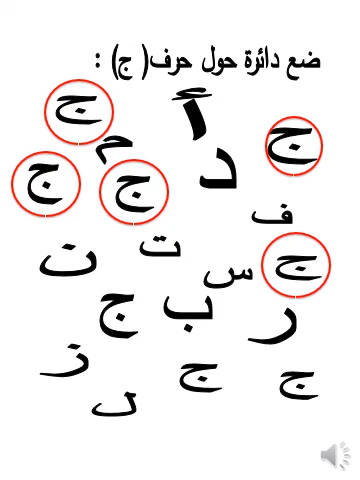 ضع دائرة حول حرف( ج) :
ج أ
ج م
ج ج د
ف
ن ت ج
س
ج ب ر
ز ج ج
ل